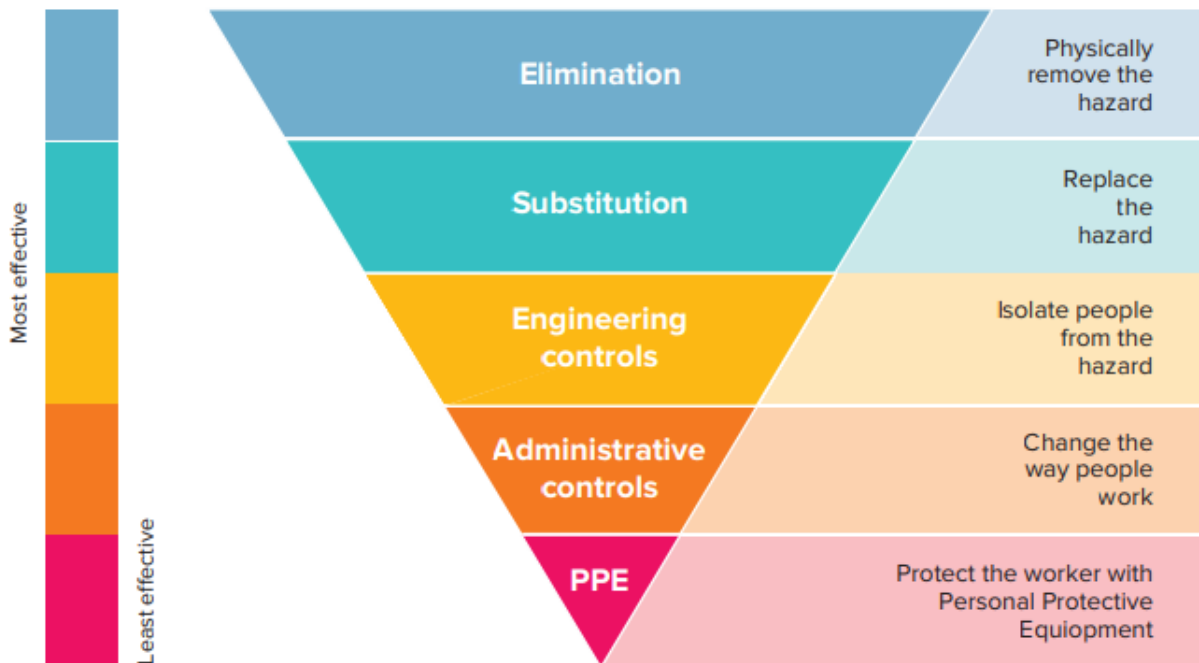 Most effective
Least effective
Elimination
Physically
remove the
hazard
Substitution
Replace
the
hazard
Engineering
controls
Isolate people
from the
hazard
Administrative
controls
Change the
way people
work
PPE
Protect the worker with
Personal Protective
Equiopment